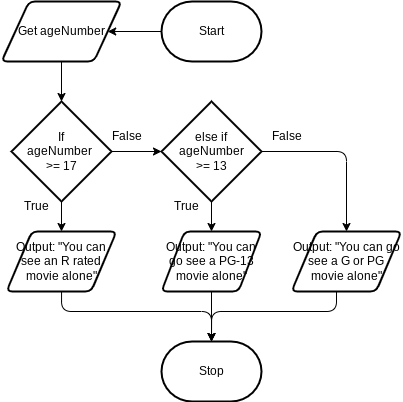 Get ageNumber
Start
If
ageNumber
>= 17
False
else if
ageNumber
>= 13
False
True
True
Output: "You can
see an R rated
movie alone"
Output: "You can
go see a PG-13
movie alone"
Output: "You can go
see a G or PG
movie alone"
Stop